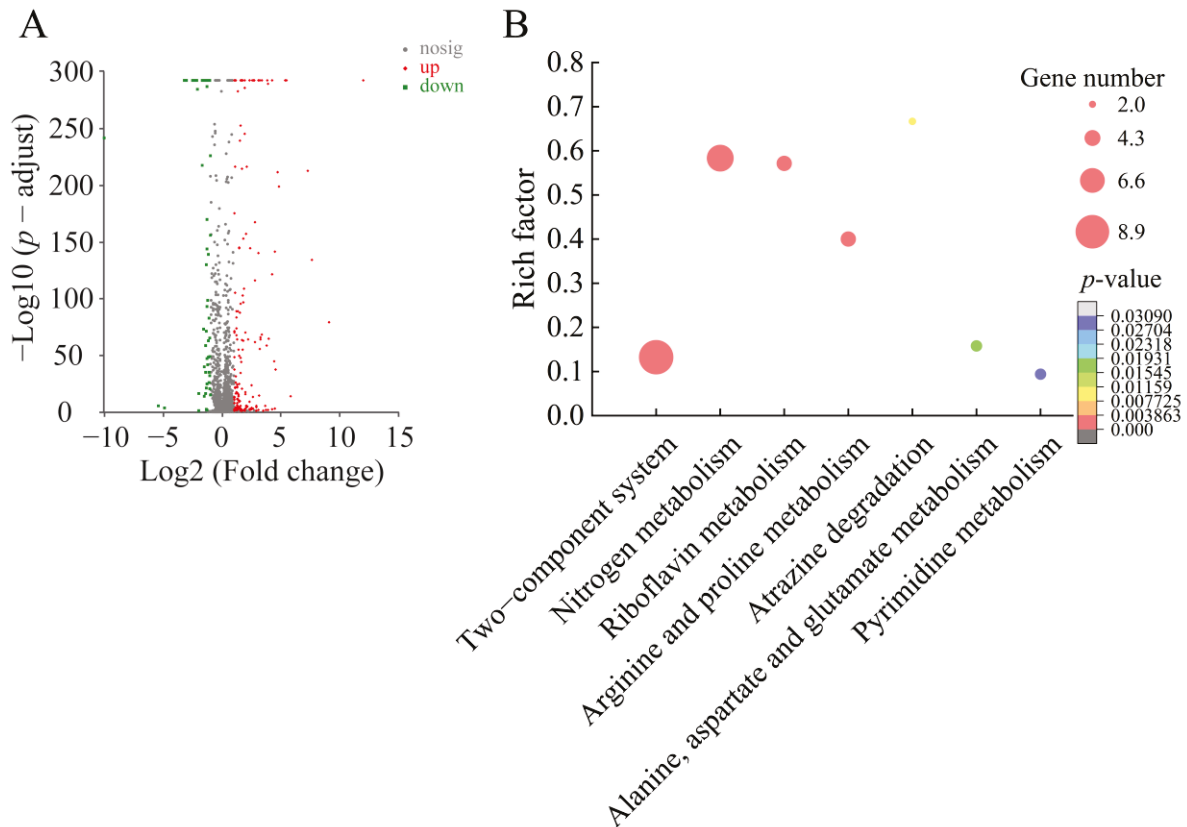 A
nosig
up
down
300
250
200
150
100
50
0
−10
−5
0
5
10
15
−Log10 (p − adjust)
Log2 (Fold change)
B
0.8
0.7
0.6
0.5
0.4
0.3
0.2
0.1
0.0
Rich factor
Two−component system
Nitrogen metabolism
Riboflavin metabolism
Arginine and proline metabolism
Atrazine degradation
Alanine, aspartate and glutamate metabolism
Pyrimidine metabolism
Gene number
2.0
4.3
6.6
8.9
p-value
0.03090
0.02704
0.02318
0.01931
0.01545
0.01159
0.007725
0.003863
0.000